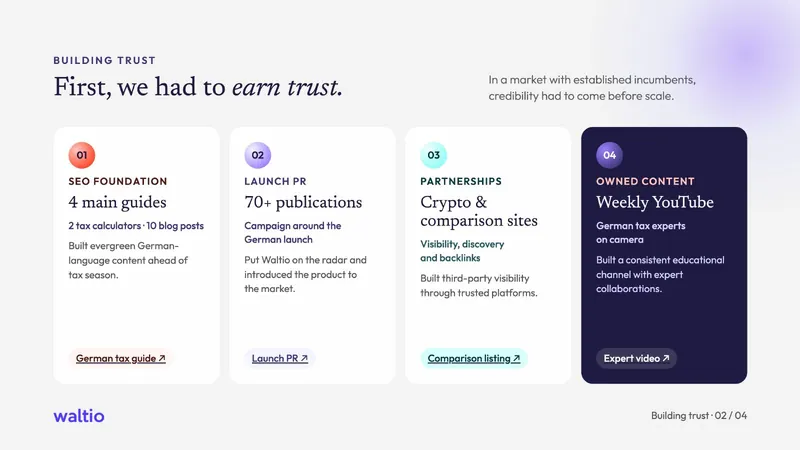 BUILDING TRUST
First, we had to earn trust.
In a market with established incumbents,
credibility had to come before scale.
01
SEO FOUNDATION
4 main guides
2 tax calculators · 10 blog posts
Built evergreen German-
language content ahead of
tax season.
German tax guide ↗
02
LAUNCH PR
70+ publications
Campaign around the
German launch
Put Waltio on the radar and
introduced the product to
the market.
Launch PR ↗
03
PARTNERSHIPS
Crypto &
comparison sites
Visibility, discovery
and backlinks
Built third-party visibility
through trusted platforms.
Comparison listing ↗
04
OWNED CONTENT
Weekly YouTube
German tax experts
on camera
Built a consistent educational
channel with expert
collaborations.
Expert video ↗
waltio
Building trust · 02 / 04